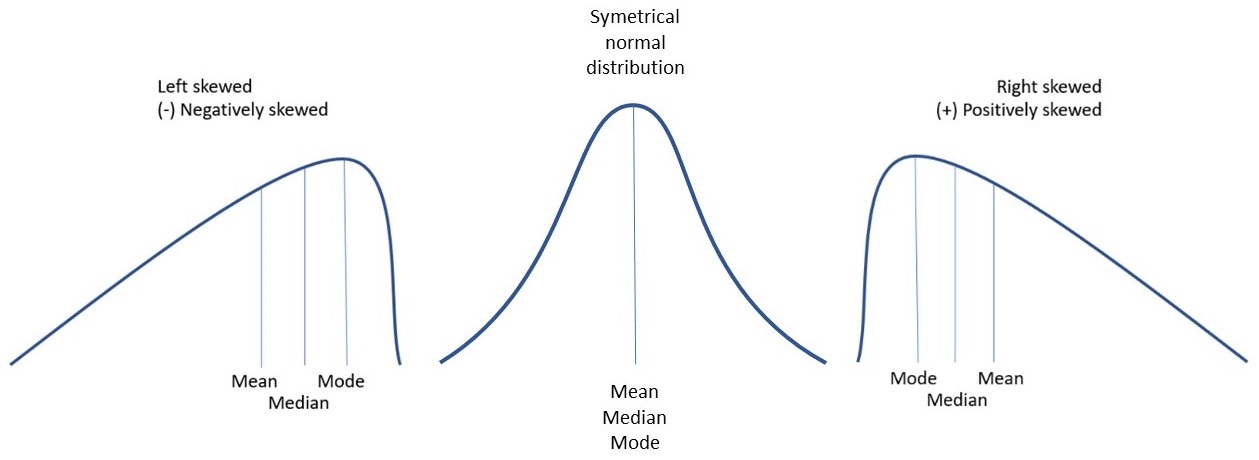 Symetrical
normal
distribution
Left skewed
(-) Negatively skewed
Right skewed
(+) Positively skewed
Mean
Mode
Median
Mean
Median
Mode
Mode
Mean
Median